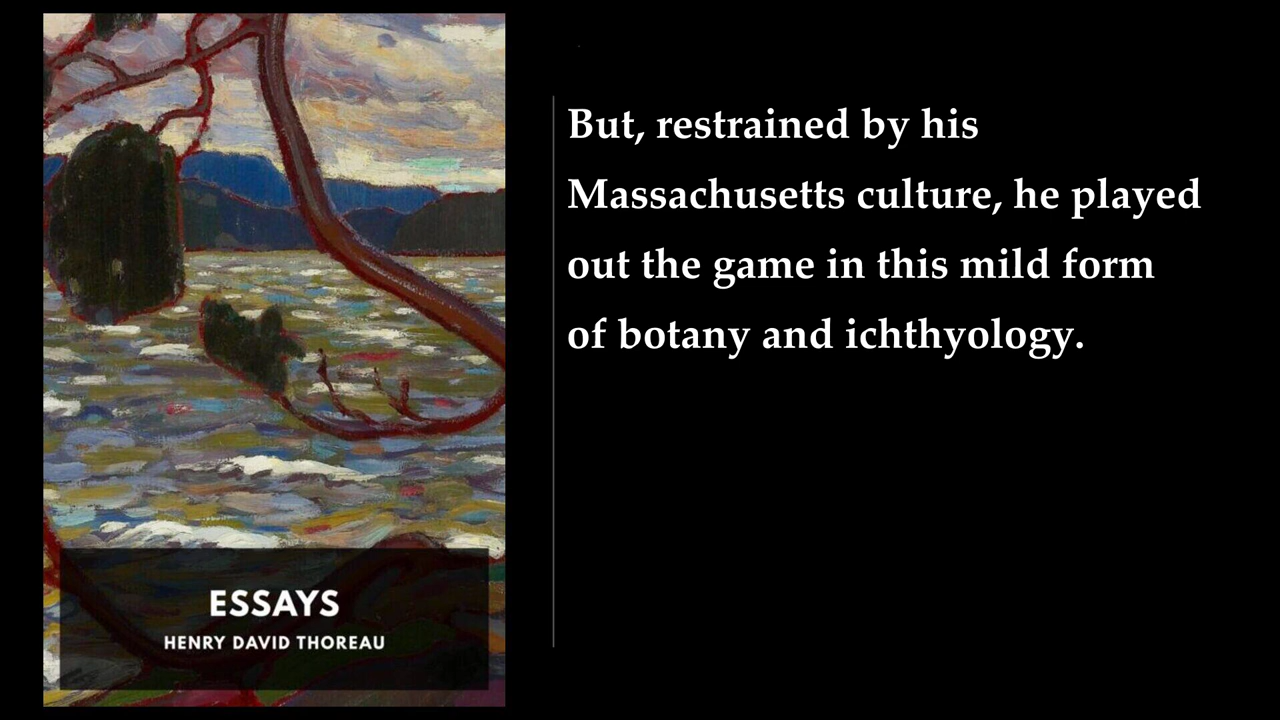 ESSAYS
HENRY DAVID THOREAU
But, restrained by his
Massachusetts culture, he played
out the game in this mild form
of botany and ichthyology.